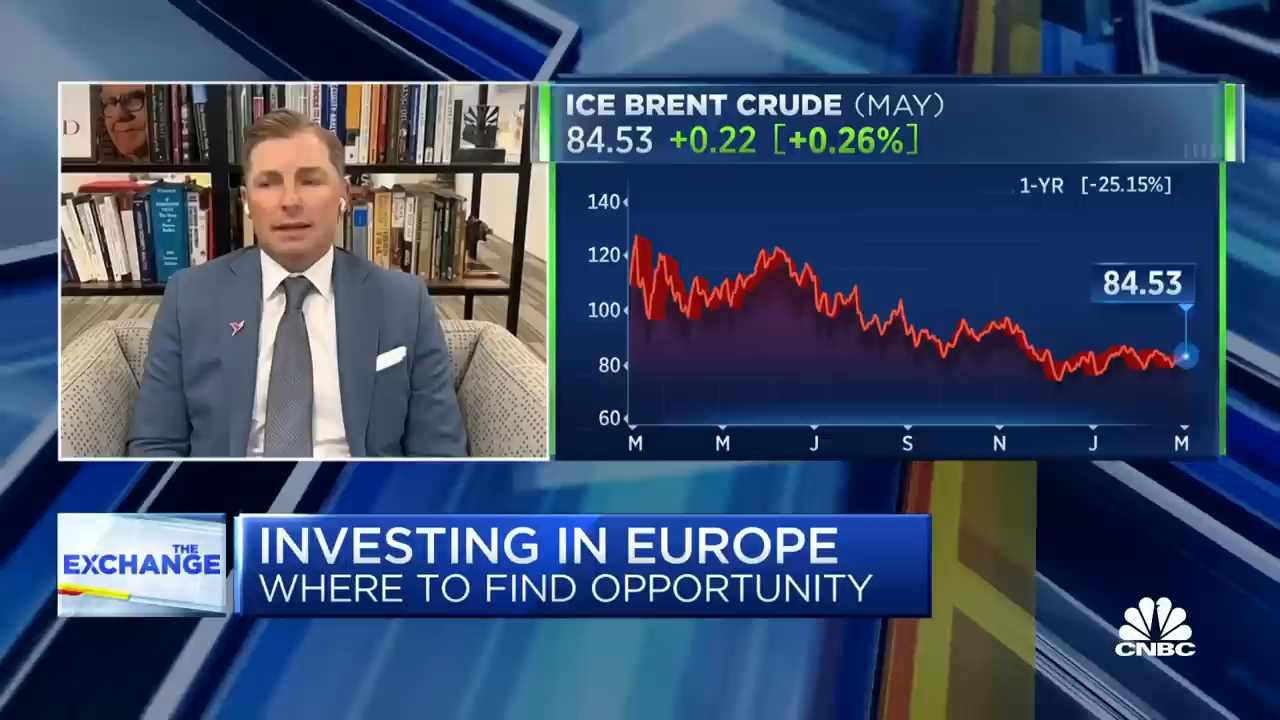 D
ICE BRENT CRUDE (MAY)
84.53 +0.22 [+0.26%]
1-YR [-25.15%]
140
120
100
80
60
84.53
M M J S N J M
THE
EXCHANGE
INVESTING IN EUROPE
WHERE TO FIND OPPORTUNITY
CNBC